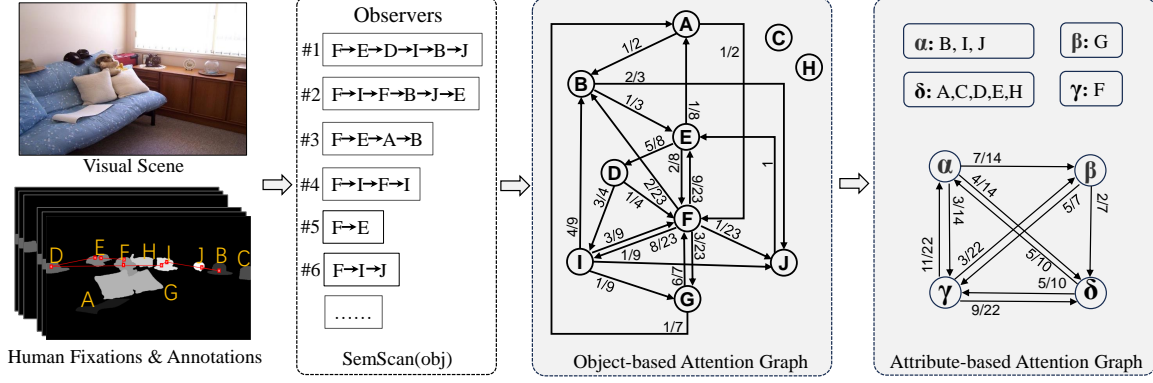 Visual Scene
D
E
F
H
I
J
B
C
A
G
Human Fixations & Annotations
Observers
#1 F→E→D→I→B→J
#2 F→I→F→B→J→E
#3 F→E→A→B
#4 F→I→F→I
#5 F→E
#6 F→I→J
……
SemScan(obj)
A
C
H
1/2
1/2
B
2/3
1/3
1/8
E
5/8
2/8
D
9/23
1
3/4
1/4
2/23
F
4/9
3/9
8/23
3/23
1/23
I
1/9
J
1/9
7/9
G
1/7
Object-based Attention Graph
α: B, I, J
β: G
δ: A,C,D,E,H
γ: F
α
7/14
β
4/14
3/14
5/7
2/7
11/22
3/22
5/10
γ
5/10
δ
9/22
Attribute-based Attention Graph